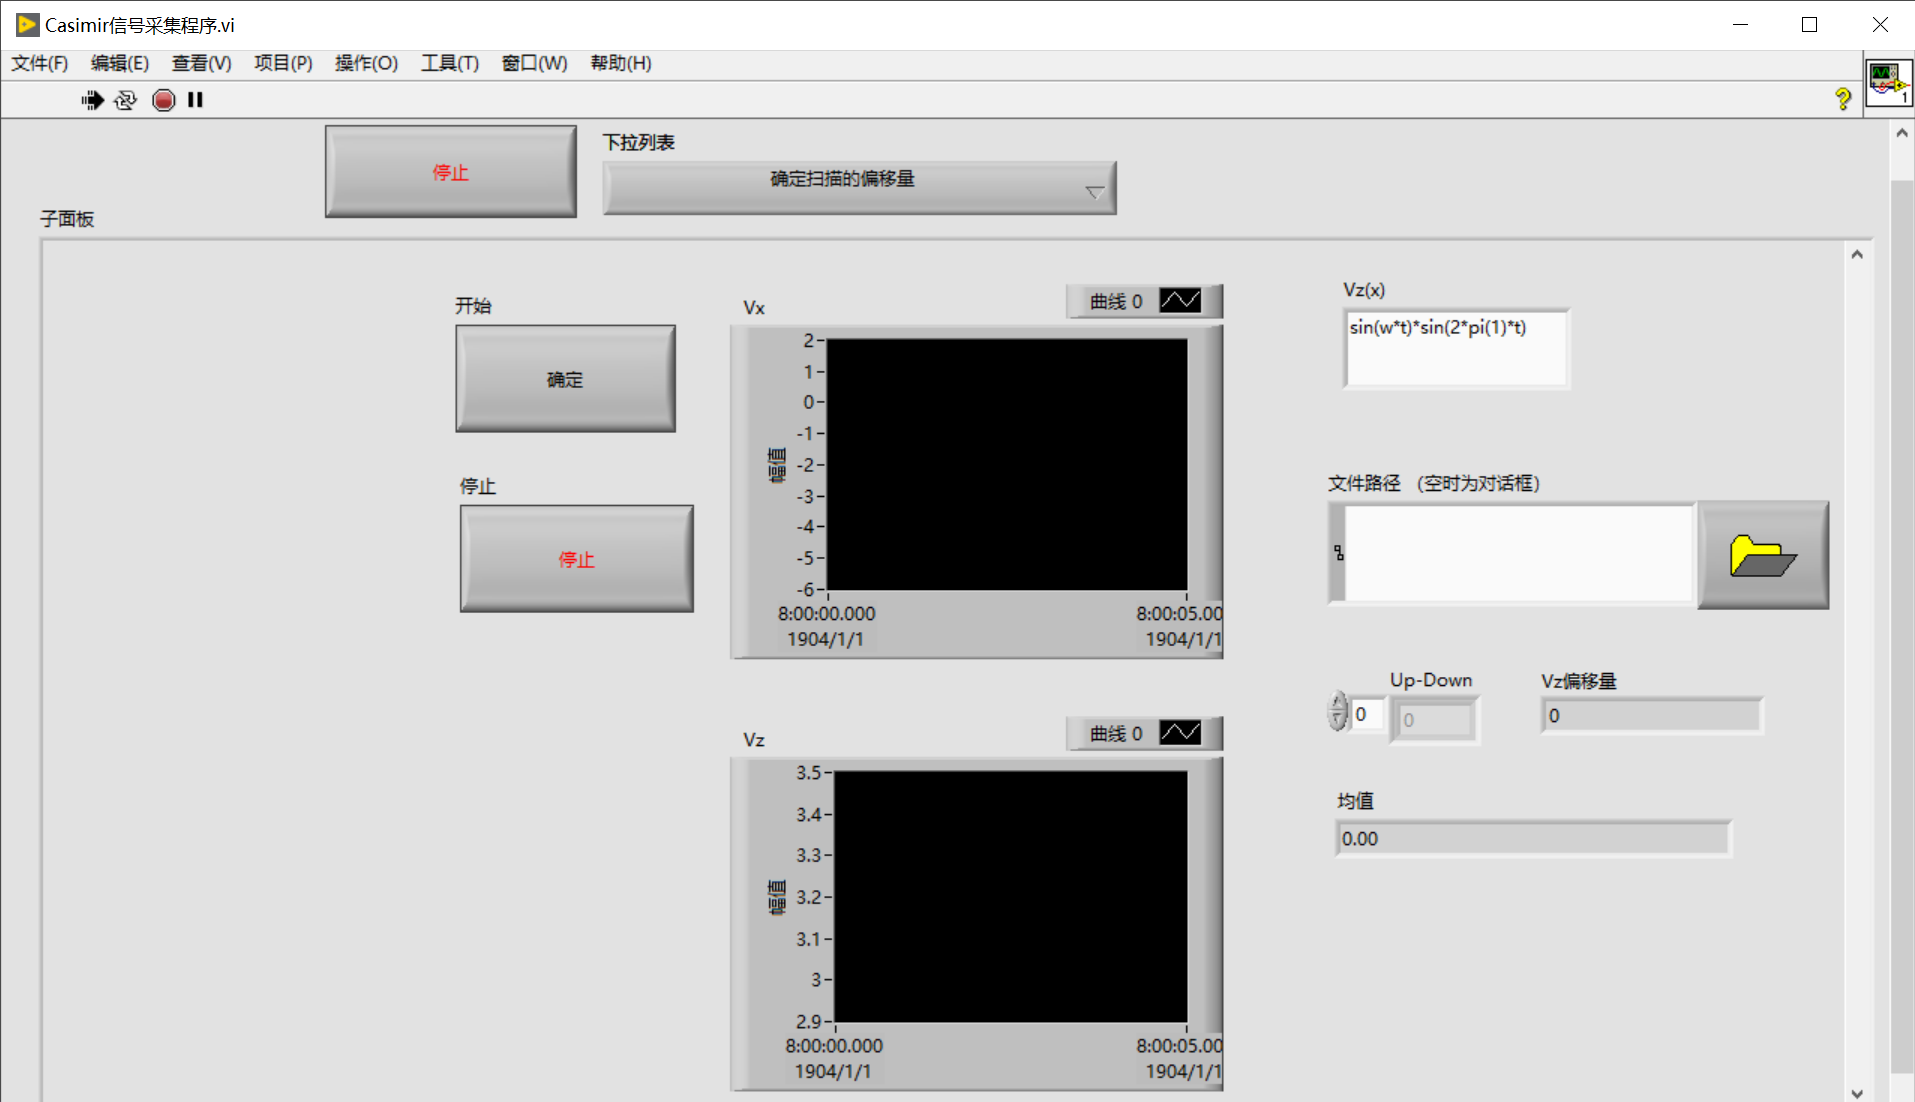 Casimir信号采集程序.vi
文件(F) 编辑(E) 查看(V) 项目(P) 操作(O) 工具(T) 窗口(W) 帮助(H)
1
停止
下拉列表
确定扫描的偏移量
子面板
开始
确定
停止
停止
Vx
曲线 0
幅值
2
1
0
-1
-2
-3
-4
-5
-6
8:00:00.000
1904/1/1
8:00:05.00
1904/1/1
Vz
曲线 0
幅值
3.5
3.4
3.3
3.2
3.1
3
2.9
8:00:00.000
1904/1/1
8:00:05.00
1904/1/1
Vz(x)
sin(w*t)*sin(2*pi(1)*t)
文件路径 （空时为对话框）
Up-Down
0
0
Vz偏移量
0
均值
0.00